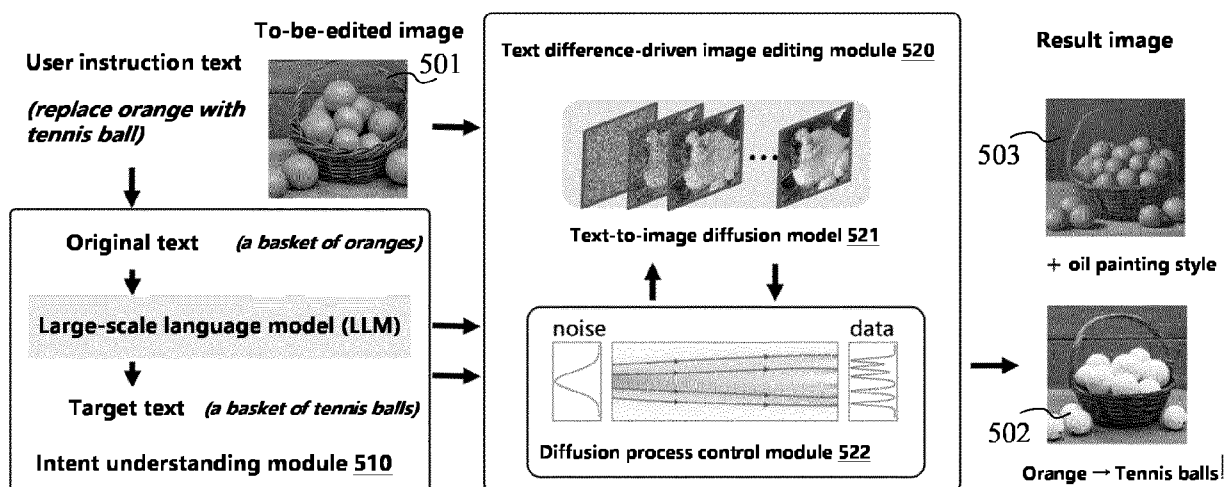 To-be-edited image
User instruction text
501
(replace orange with
tennis ball)
Original text (a basket of oranges)
Large-scale language model (LLM)
Target text (a basket of tennis balls)
Intent understanding module 510
Text difference-driven image editing module 520
...
Text-to-image diffusion model 521
noise data
Diffusion process control module 522
Result image
503
+ oil painting style
502
Orange → Tennis balls